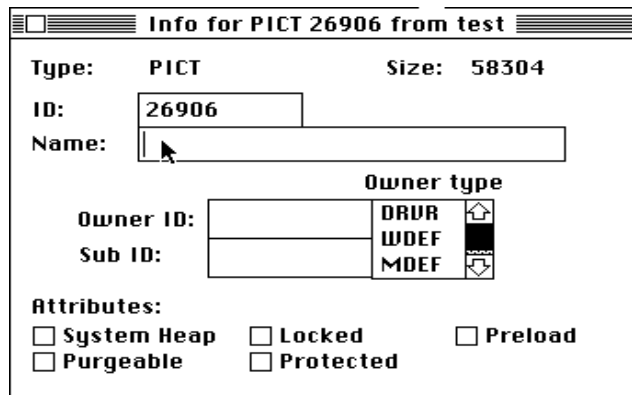 Info for PICT 26906 from test
Type: PICT Size: 58304
ID: 26906
Name:
Owner type
Owner ID: DRVR
WDEF
Sub ID: MDEF
Attributes:
System Heap Locked Preload
Purgeable Protected